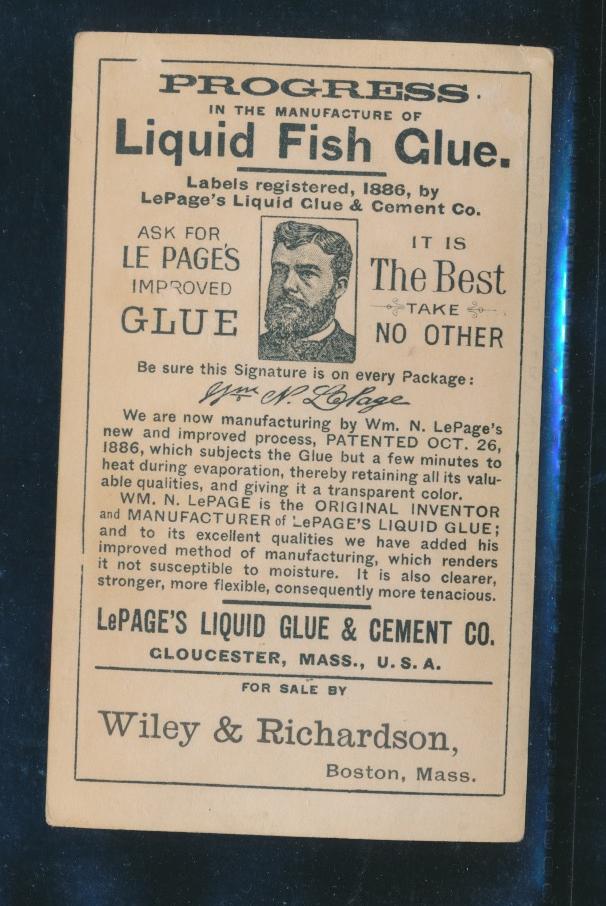 PROGRESS.
IN THE MANUFACTURE OF
Liquid Fish Glue.
Labels registered, 1886, by
LePage's Liquid Glue & Cement Co.
ASK FOR
LE PAGE'S
IMPROVED
GLUE
IT IS
The Best
TAKE
NO OTHER
Be sure this Signature is on every Package:
Wm N. LePage
We are now manufacturing by Wm. N. LePage's
new and improved process, PATENTED OCT. 26,
1886, which subjects the Glue but a few minutes to
heat during evaporation, thereby retaining all its valu-
able qualities, and giving it a transparent color.
WM. N. LePAGE is the ORIGINAL INVENTOR
and MANUFACTURER of LePAGE'S LIQUID GLUE;
and to its excellent qualities we have added his
improved method of manufacturing, which renders
it not susceptible to moisture. It is also clearer,
stronger, more flexible, consequently more tenacious.
LePAGE'S LIQUID GLUE & CEMENT CO.
GLOUCESTER, MASS., U.S.A.
FOR SALE BY
Wiley & Richardson,
Boston, Mass.